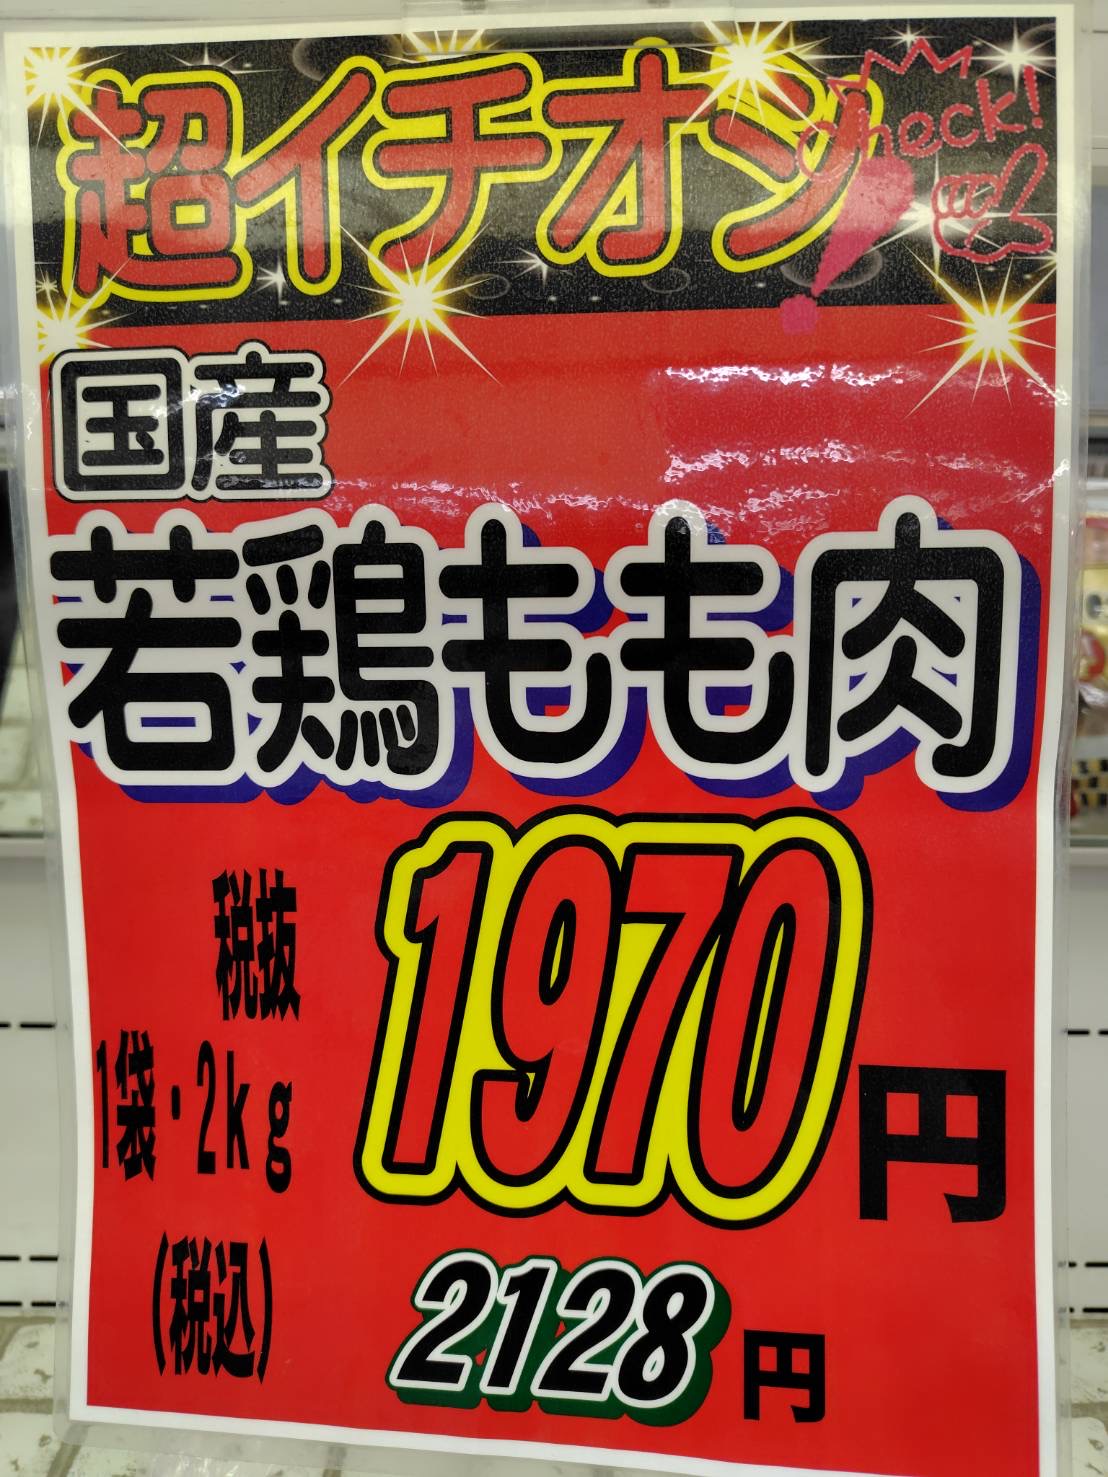 超イチオシ
check!
国産
若鶏もも肉
税抜
1970円
1袋・2kg
(税込)
2128円